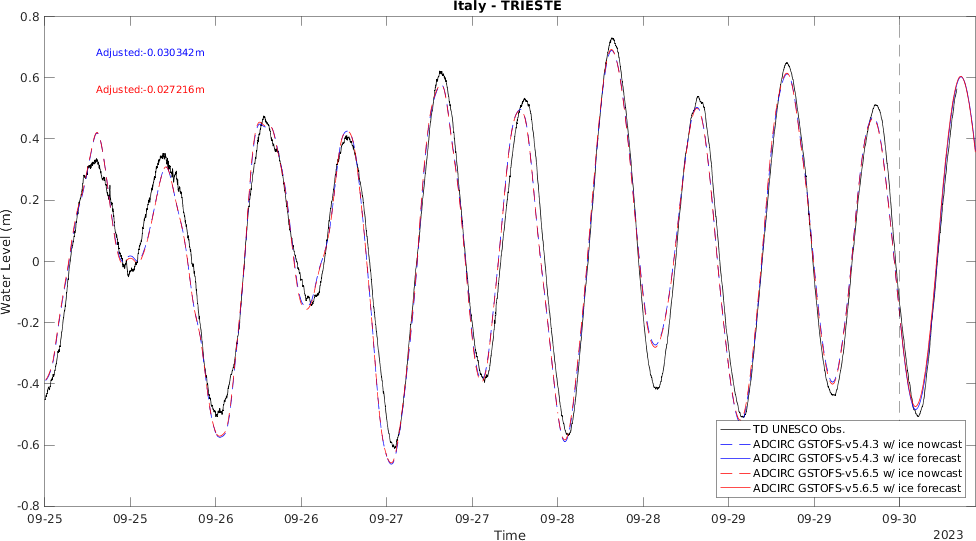 Italy - TRIESTE
Adjusted:-0.030342m
Adjusted:-0.027216m
Water Level (m)
0.8
0.6
0.4
0.2
0
-0.2
-0.4
-0.6
-0.8
TD UNESCO Obs.
ADCIRC GSTOFS-v5.4.3 w/ ice nowcast
ADCIRC GSTOFS-v5.4.3 w/ ice forecast
ADCIRC GSTOFS-v5.6.5 w/ ice nowcast
ADCIRC GSTOFS-v5.6.5 w/ ice forecast
09-25 09-25 09-26 09-26 09-27 09-27 09-28 09-28 09-29 09-29 09-30
Time
2023